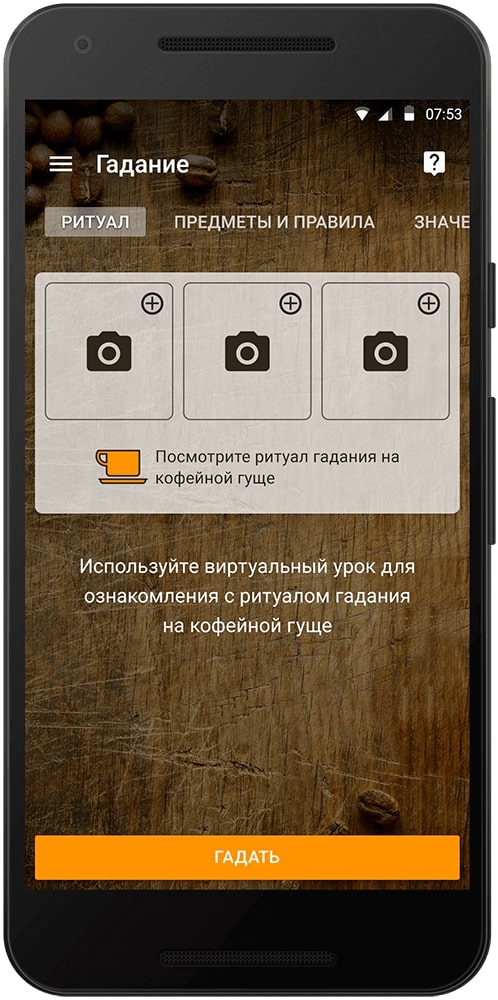 07:53
Гадание
РИТУАЛ ПРЕДМЕТЫ И ПРАВИЛА ЗНАЧЕ
Посмотрите ритуал гадания на
кофейной гуще
Используйте виртуальный урок для
ознакомления с ритуалом гадания
на кофейной гуще
ГАДАТЬ